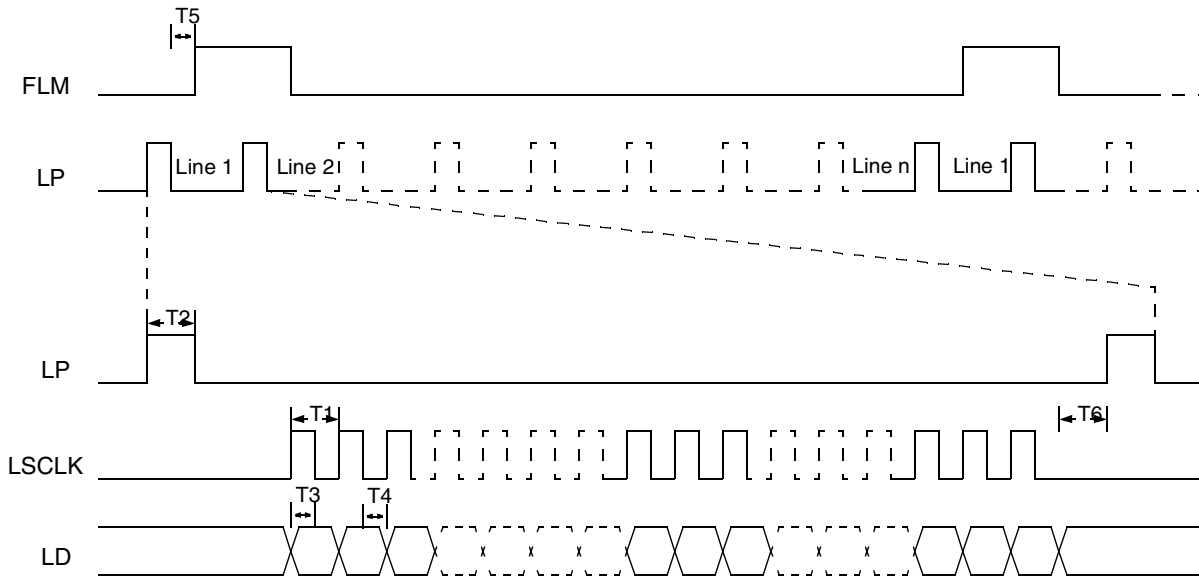 T5
FLM
LP Line 1 Line 2 Line n Line 1
T2
LP
T1 T6
LSCLK
T3 T4
LD